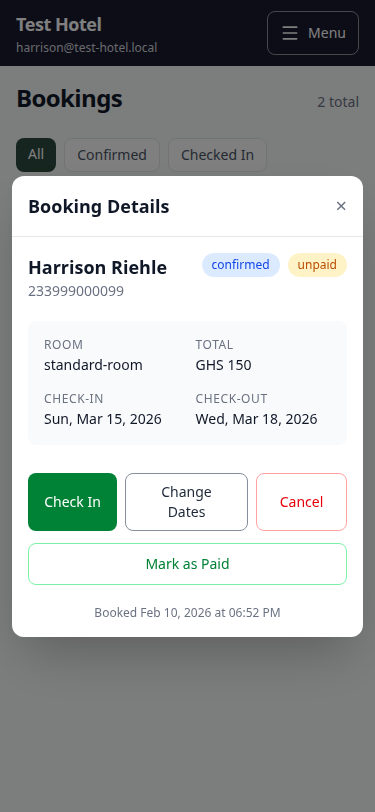 Test Hotel
harrison@test-hotel.local
Menu
Bookings
2 total
All
Confirmed
Checked In
Booking Details
×
Harrison Riehle
confirmed
unpaid
233999000099
ROOM
TOTAL
standard-room
GHS 150
CHECK-IN
CHECK-OUT
Sun, Mar 15, 2026
Wed, Mar 18, 2026
Check In
Change
Dates
Cancel
Mark as Paid
Booked Feb 10, 2026 at 06:52 PM